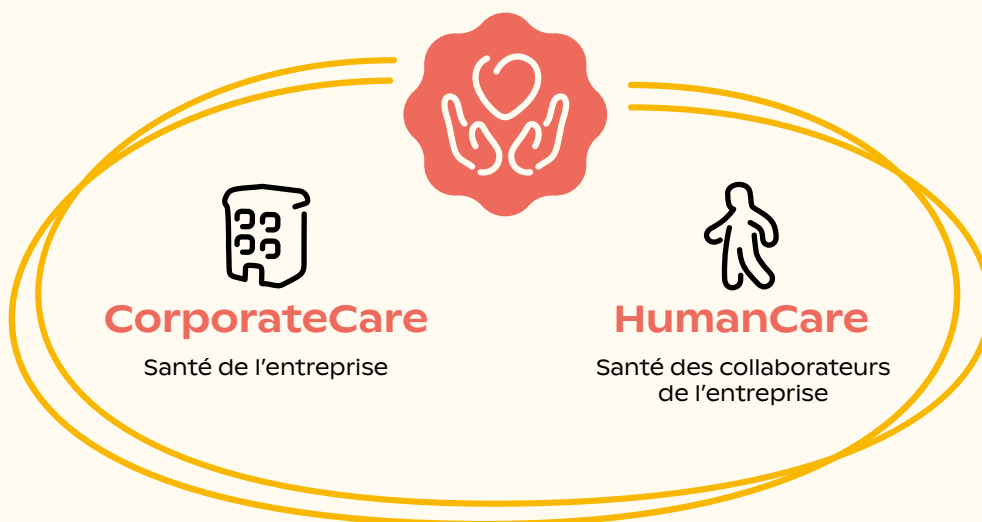 CorporateCare
Santé de l’entreprise
HumanCare
Santé des collaborateurs
de l’entreprise